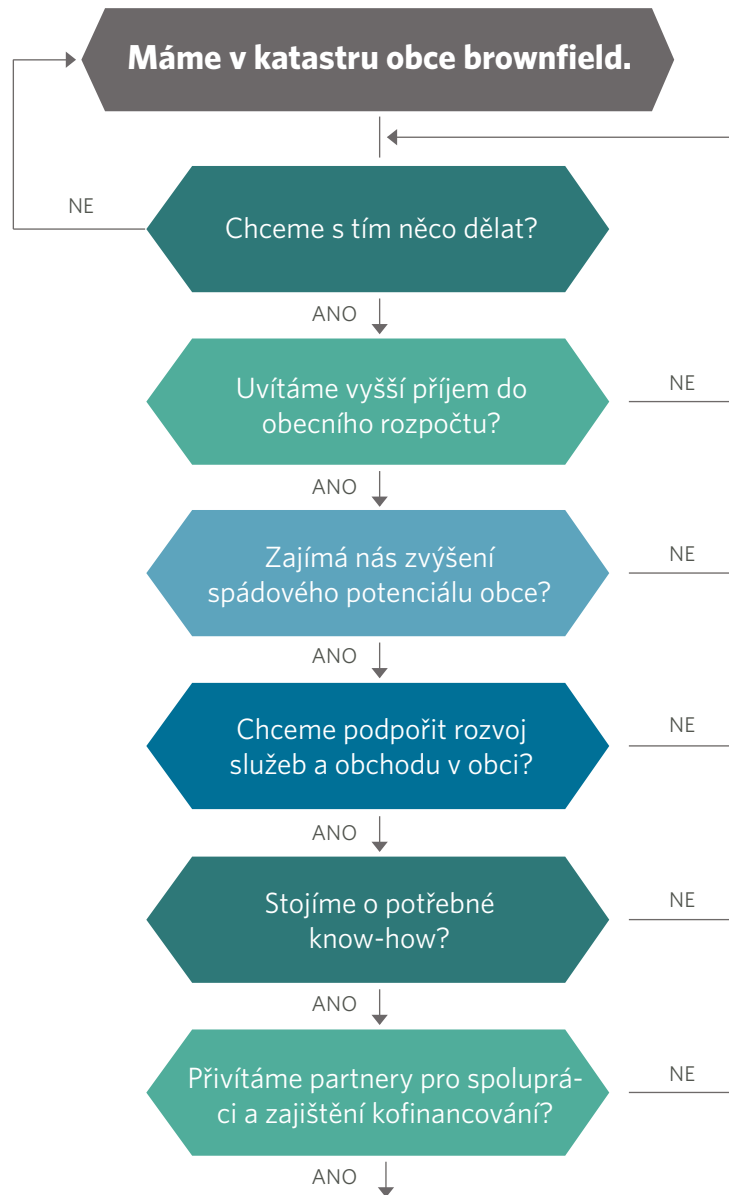 Máme v katastru obce brownfield.
NE
Chceme s tím něco dělat?
ANO
Uvítáme vyšší příjem do
obecního rozpočtu?
NE
ANO
Zajímá nás zvýšení
spádového potenciálu obce?
NE
ANO
Chceme podpořit rozvoj
služeb a obchodu v obci?
NE
ANO
Stojíme o potřebné
know-how?
NE
ANO
Přivítáme partnery pro spoluprá-
ci a zajištění kofinancování?
NE
ANO